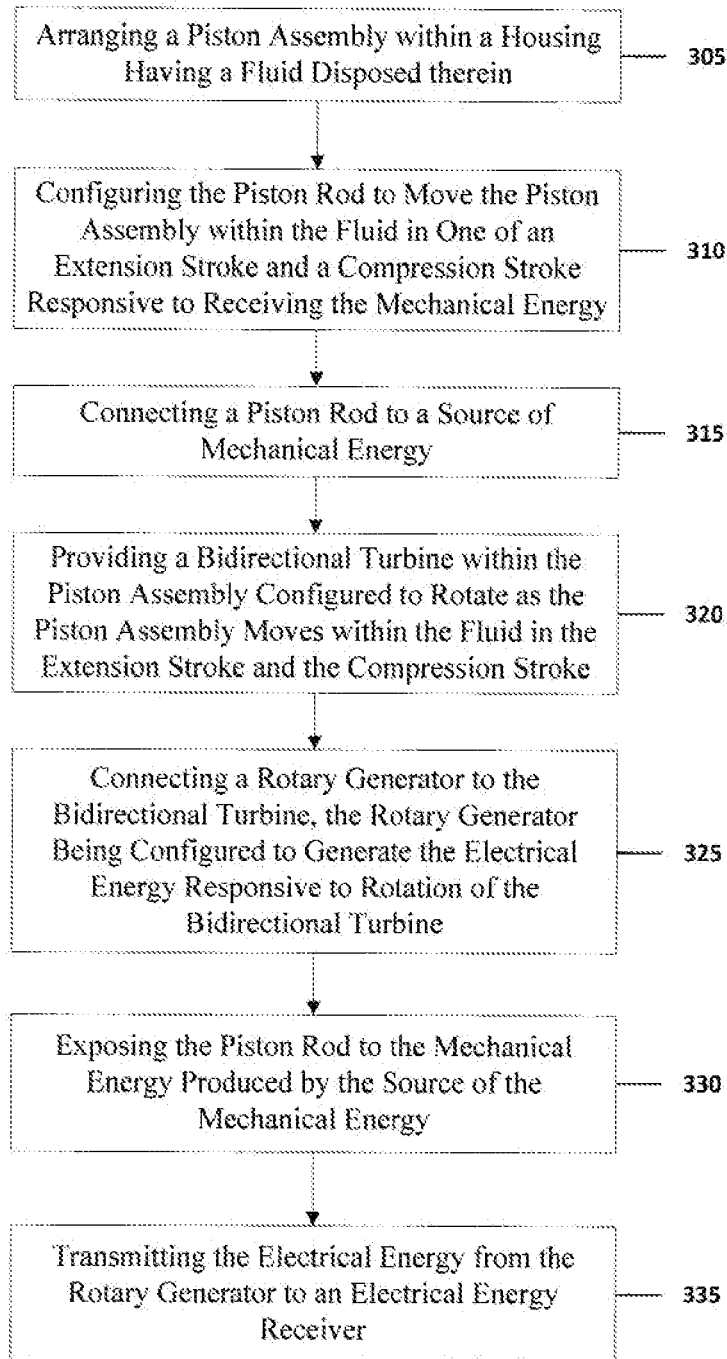 Arranging a Piston Assembly within a Housing
Having a Fluid Disposed therein
305
Configuring the Piston Rod to Move the Piston
Assembly within the Fluid in One of an
Extension Stroke and a Compression Stroke
Responsive to Receiving the Mechanical Energy
310
Connecting a Piston Rod to a Source of
Mechanical Energy
315
Providing a Bidirectional Turbine within the
Piston Assembly Configured to Rotate as the
Piston Assembly Moves within the Fluid in the
Extension Stroke and the Compression Stroke
320
Connecting a Rotary Generator to the
Bidirectional Turbine, the Rotary Generator
Being Configured to Generate the Electrical
Energy Responsive to Rotation of the
Bidirectional Turbine
325
Exposing the Piston Rod to the Mechanical
Energy Produced by the Source of the
Mechanical Energy
330
Transmitting the Electrical Energy from the
Rotary Generator to an Electrical Energy
Receiver
335